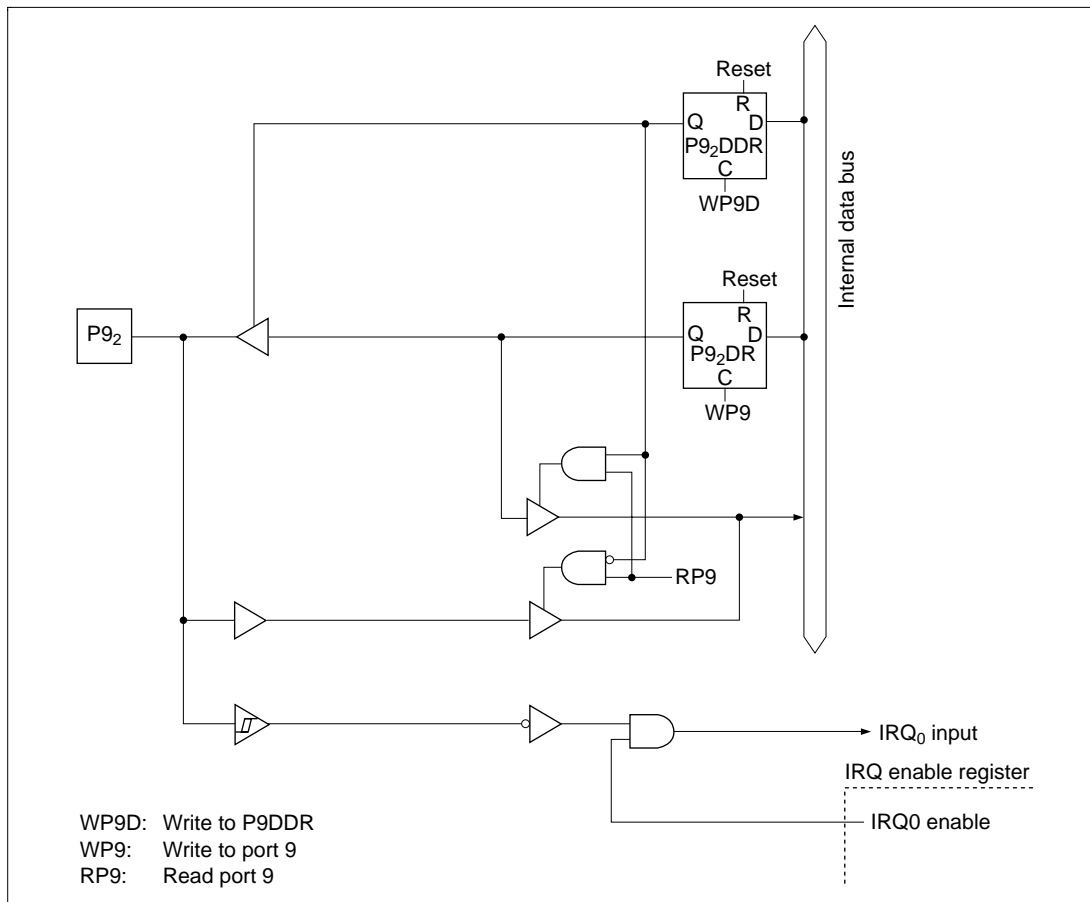 Reset
R
Q
D
P9₂DDR
C
WP9D
Internal data bus
Reset
R
P9₂
Q
D
P9₂DR
C
WP9
RP9
IRQ₀ input
IRQ enable register
IRQ0 enable
WP9D: Write to P9DDR
WP9: Write to port 9
RP9: Read port 9